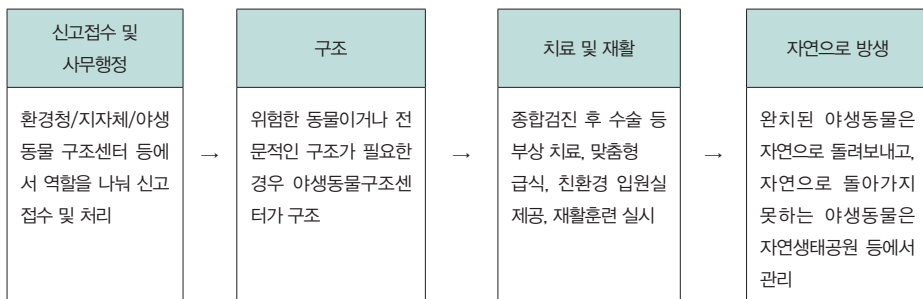 신고접수 및
사무행정
환경청/지자체/야생
동물 구조센터 등에
서 역할을 나눠 신고
접수 및 처리
→
구조
위험한 동물이거나 전
문적인 구조가 필요한
경우 야생동물구조센
터가 구조
→
치료 및 재활
종합검진 후 수술 등
부상 치료, 맞춤형
급식, 친환경 입원실
제공, 재활훈련 실시
→
자연으로 방생
완치된 야생동물은
자연으로 돌려보내고,
자연으로 돌아가지
못하는 야생동물은
자연생태공원 등에서
관리